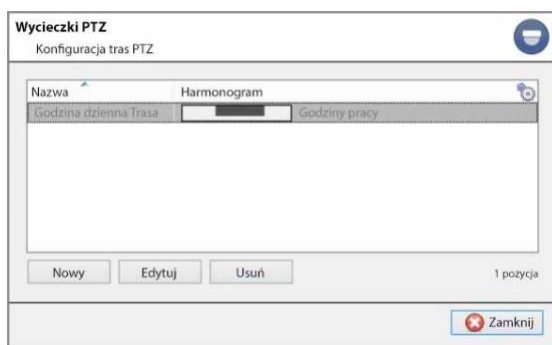 Wycieczki PTZ
Konfiguracja tras PTZ
Nazwa Harmonogram
Godzina dzienna Trasa Godziny pracy
Nowy Edytuj Usuń 1 pozycja
Zamknij